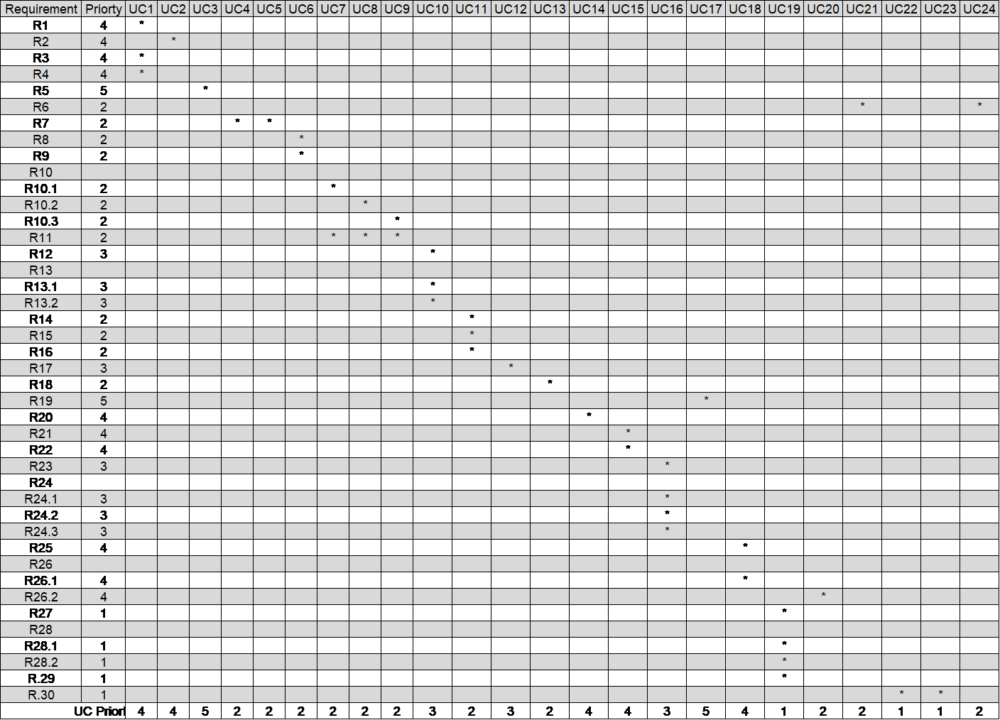 Requirement Priorty UC1 UC2 UC3 UC4 UC5 UC6 UC7 UC8 UC9 UC10 UC11 UC12 UC13 UC14 UC15 UC16 UC17 UC18 UC19 UC20 UC21 UC22 UC23 UC24
R1 4 *
R2 4 *
R3 4 *
R4 4 *
R5 5 *
R6 2 * *
R7 2 * *
R8 2 *
R9 2 *
R10
R10.1 2 *
R10.2 2 *
R10.3 2 *
R11 2 * * *
R12 3 *
R13
R13.1 3 *
R13.2 3 *
R14 2 *
R15 2 *
R16 2 *
R17 3 *
R18 2 *
R19 5 *
R20 4 *
R21 4 *
R22 4 *
R23 3 *
R24
R24.1 3 *
R24.2 3 *
R24.3 3 *
R25 4 *
R26
R26.1 4 *
R26.2 4 *
R27 1 *
R28
R28.1 1 *
R28.2 1 *
R.29 1 *
R.30 1 * *
UC Priori 4 4 5 2 2 2 2 2 2 3 2 3 2 4 4 3 5 4 1 2 2 1 1 2